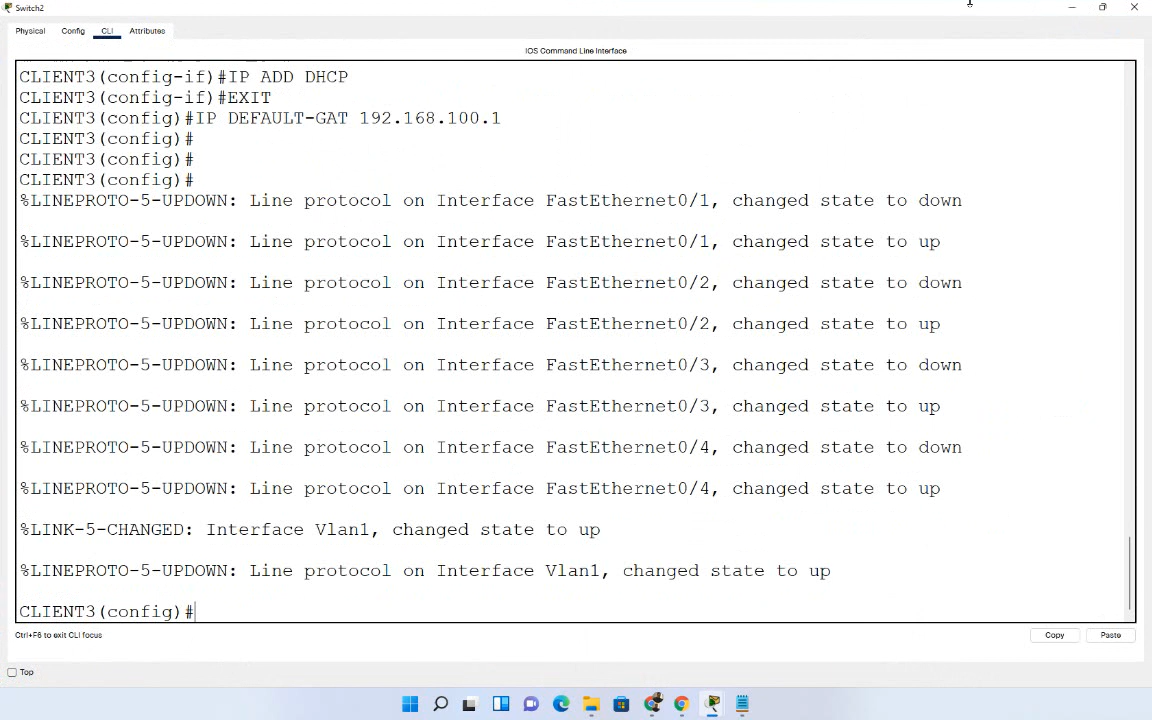 Switch2
Physical Config CLI Attributes
IOS Command Line Interface
CLIENT3(config-if)#IP ADD DHCP
CLIENT3(config-if)#EXIT
CLIENT3(config)#IP DEFAULT-GAT 192.168.100.1
CLIENT3(config)#
CLIENT3(config)#
CLIENT3(config)#
%LINEPROTO-5-UPDOWN: Line protocol on Interface FastEthernet0/1, changed state to down
%LINEPROTO-5-UPDOWN: Line protocol on Interface FastEthernet0/1, changed state to up
%LINEPROTO-5-UPDOWN: Line protocol on Interface FastEthernet0/2, changed state to down
%LINEPROTO-5-UPDOWN: Line protocol on Interface FastEthernet0/2, changed state to up
%LINEPROTO-5-UPDOWN: Line protocol on Interface FastEthernet0/3, changed state to down
%LINEPROTO-5-UPDOWN: Line protocol on Interface FastEthernet0/3, changed state to up
%LINEPROTO-5-UPDOWN: Line protocol on Interface FastEthernet0/4, changed state to down
%LINEPROTO-5-UPDOWN: Line protocol on Interface FastEthernet0/4, changed state to up
%LINK-5-CHANGED: Interface Vlan1, changed state to up
%LINEPROTO-5-UPDOWN: Line protocol on Interface Vlan1, changed state to up
CLIENT3(config)#
Ctrl+F6 to exit CLI focus
Copy Paste
Top